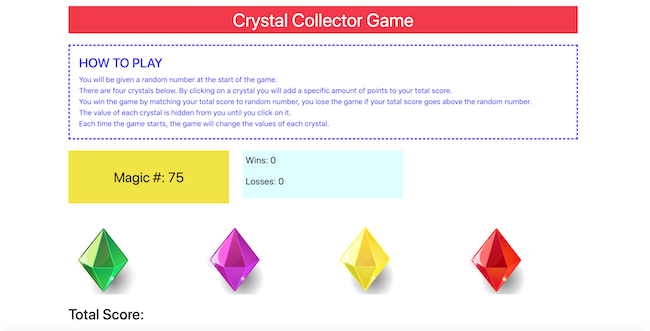 Crystal Collector Game
HOW TO PLAY
You will be given a random number at the start of the game.
There are four crystals below. By clicking on a crystal you will add a specific amount of points to your total score.
You win the game by matching your total score to random number, you lose the game if your total score goes above the random number.
The value of each crystal is hidden from you until you click on it.
Each time the game starts, the game will change the values of each crystal.
Magic #: 75
Wins: 0
Losses: 0
Total Score: